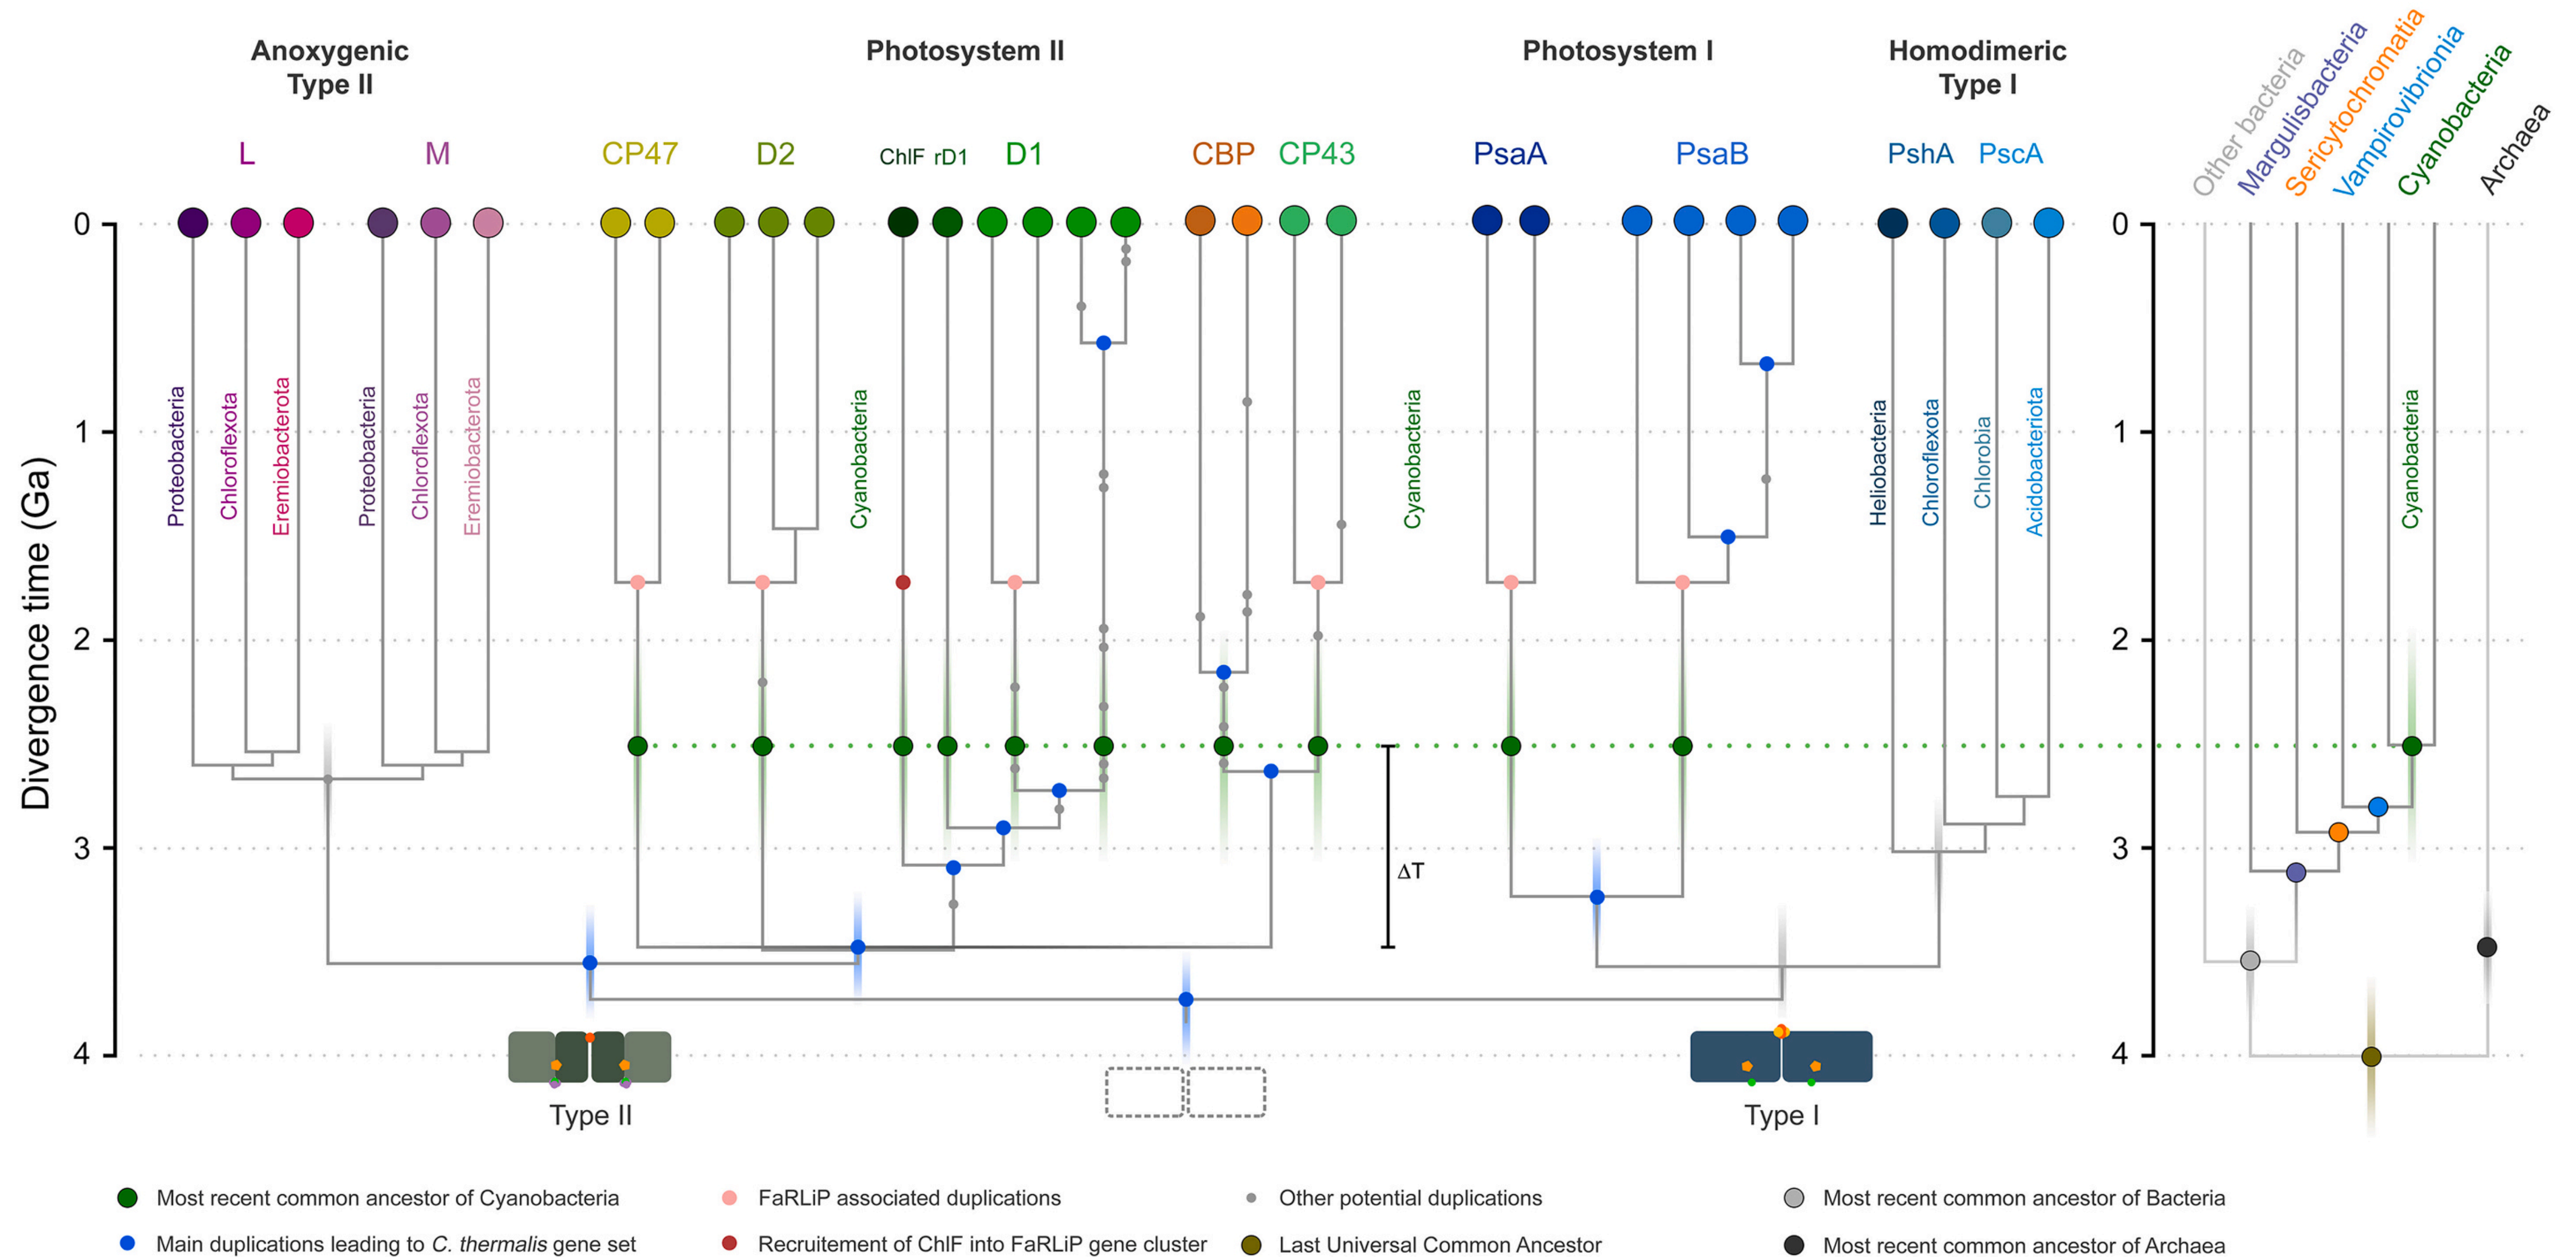 Anoxygenic
Type II
Photosystem II
Photosystem I
Homodimeric
Type I
Other bacteria
Margulisbacteria
Sericytochromatia
Vampirovibrionia
Cyanobacteria
Archaea
L
M
CP47
D2
ChlF
rD1
D1
CBP
CP43
PsaA
PsaB
PshA
PscA
Divergence time (Ga)
0
1
2
3
4
Proteobacteria
Chloroflexota
Eremiobacterota
Proteobacteria
Chloroflexota
Eremiobacterota
Cyanobacteria
Cyanobacteria
Heliobacteria
Chloroflexota
Chlorobia
Acidobacteriota
0
1
2
3
4
Cyanobacteria
ΔT
Type II
Type I
Most recent common ancestor of Cyanobacteria
FaRLiP associated duplications
Other potential duplications
Most recent common ancestor of Bacteria
Main duplications leading to C. thermalis gene set
Recruitement of ChlF into FaRLiP gene cluster
Last Universal Common Ancestor
Most recent common ancestor of Archaea